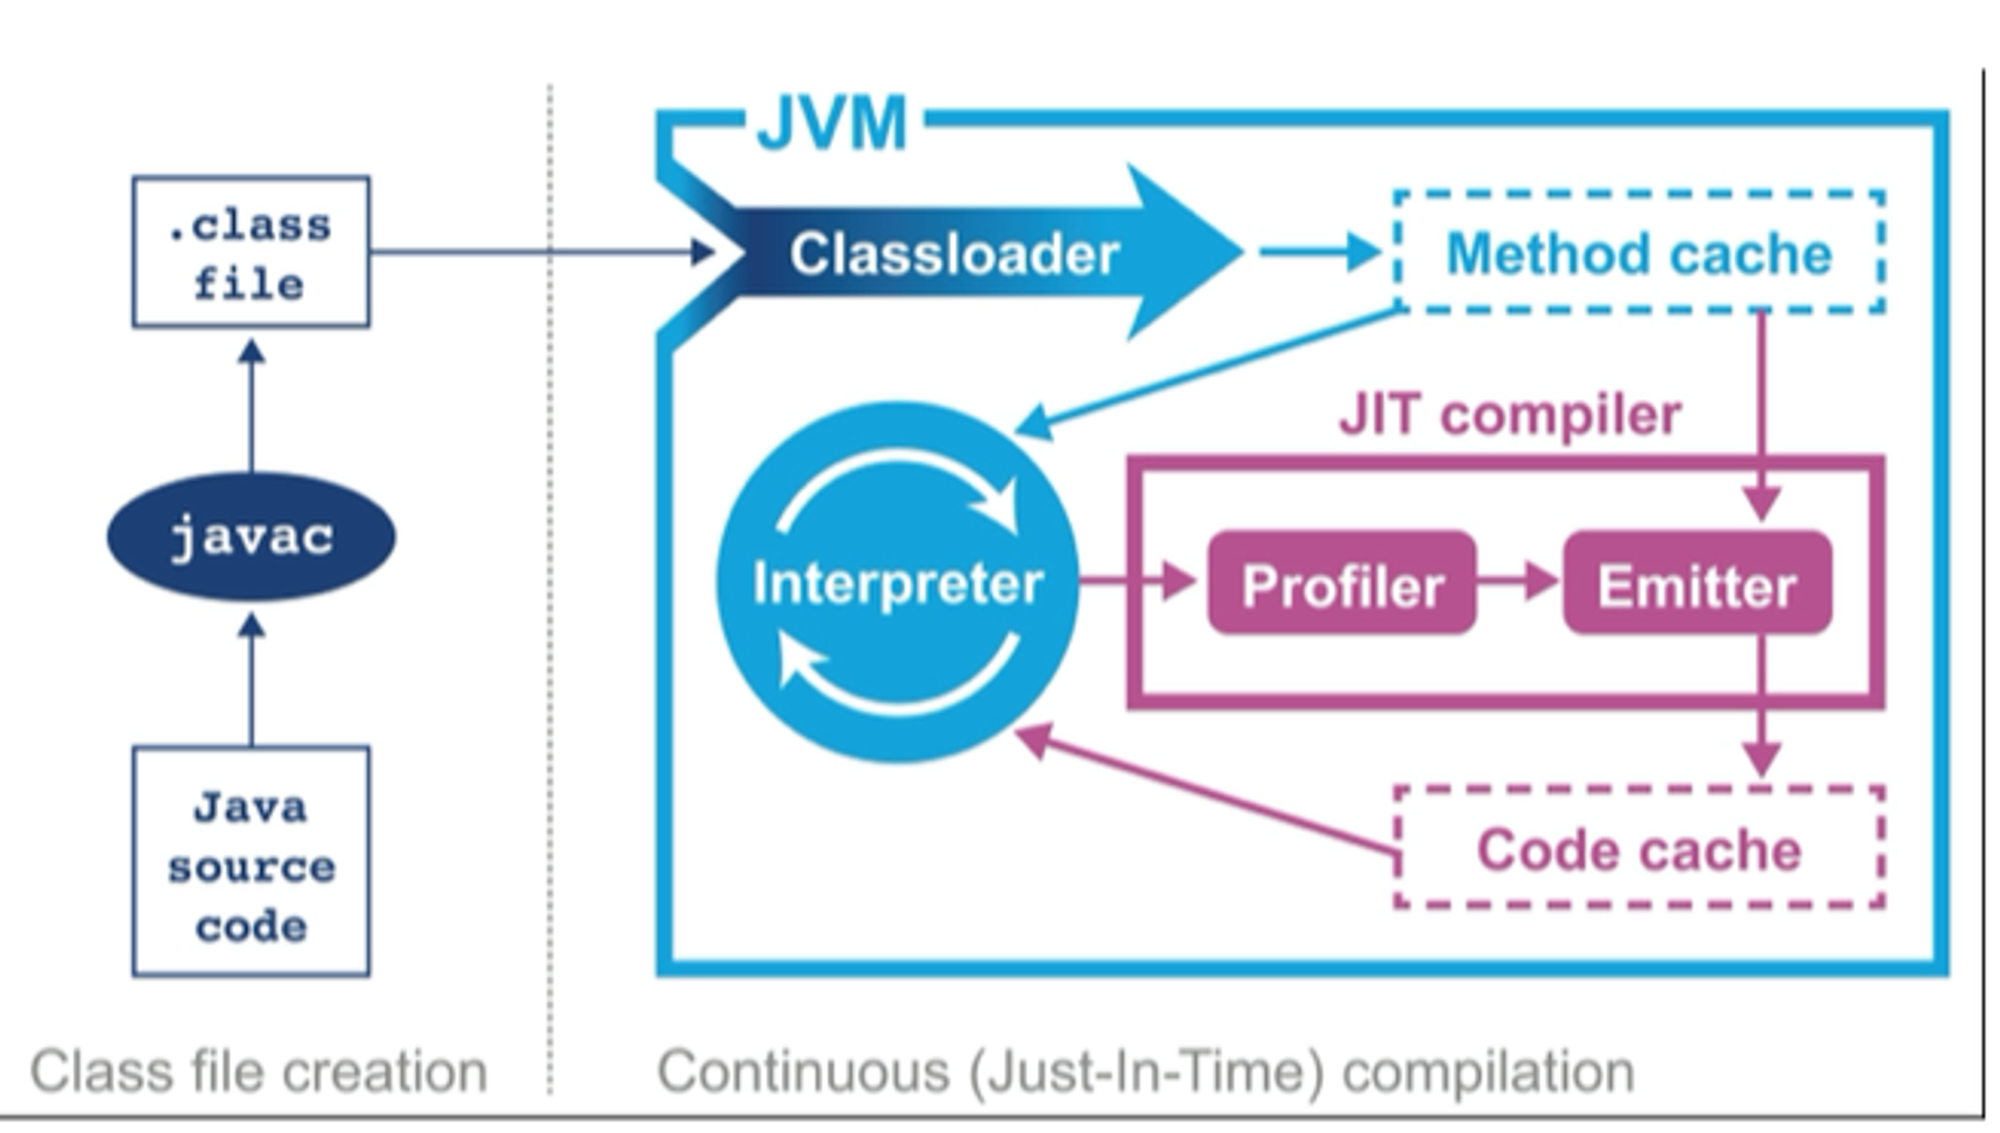 JVM
.class
file
Classloader
Method cache
JIT compiler
javac
Interpreter
Profiler
Emitter
Java
source
code
Code cache
Class file creation
Continuous (Just-In-Time) compilation